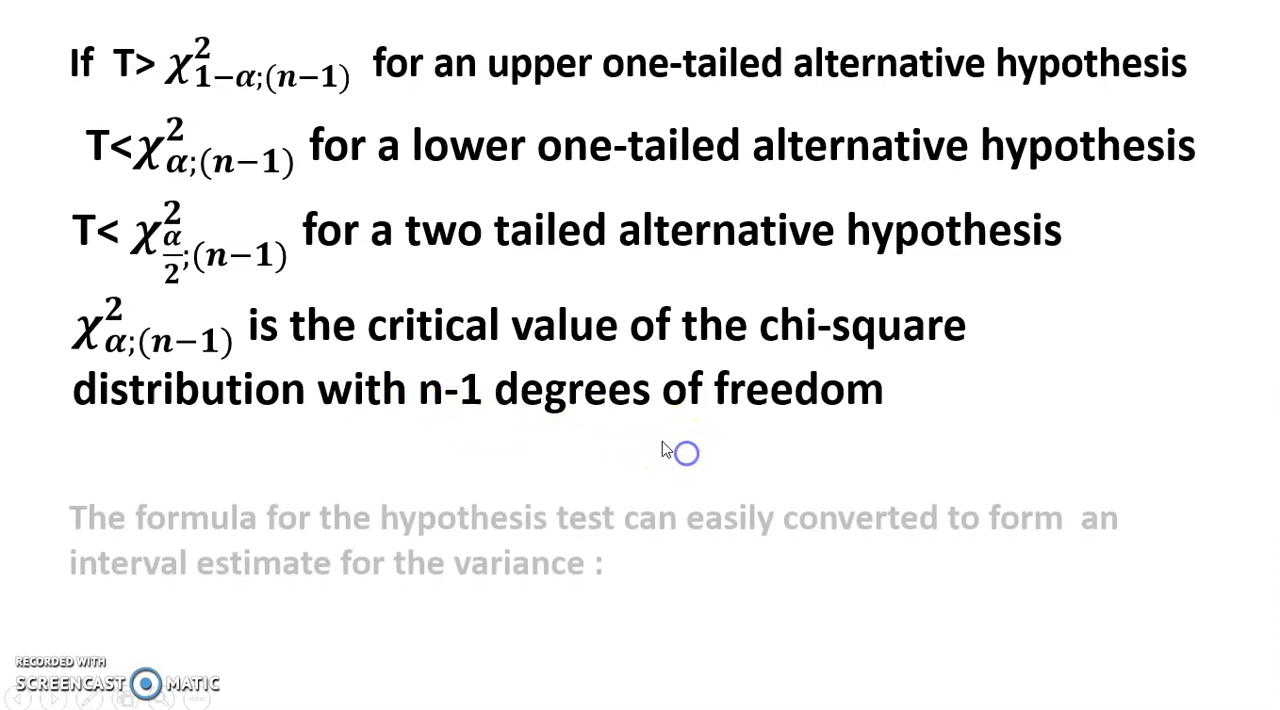 If T> χ²₁₋α;(n−1) for an upper one-tailed alternative hypothesis
T<χ²α;(n−1) for a lower one-tailed alternative hypothesis
T< χ²α/2;(n−1) for a two tailed alternative hypothesis
χ²α;(n−1) is the critical value of the chi-square
distribution with n-1 degrees of freedom
The formula for the hypothesis test can easily converted to form an
interval estimate for the variance :
RECORDED WITH
SCREENCAST MATIC